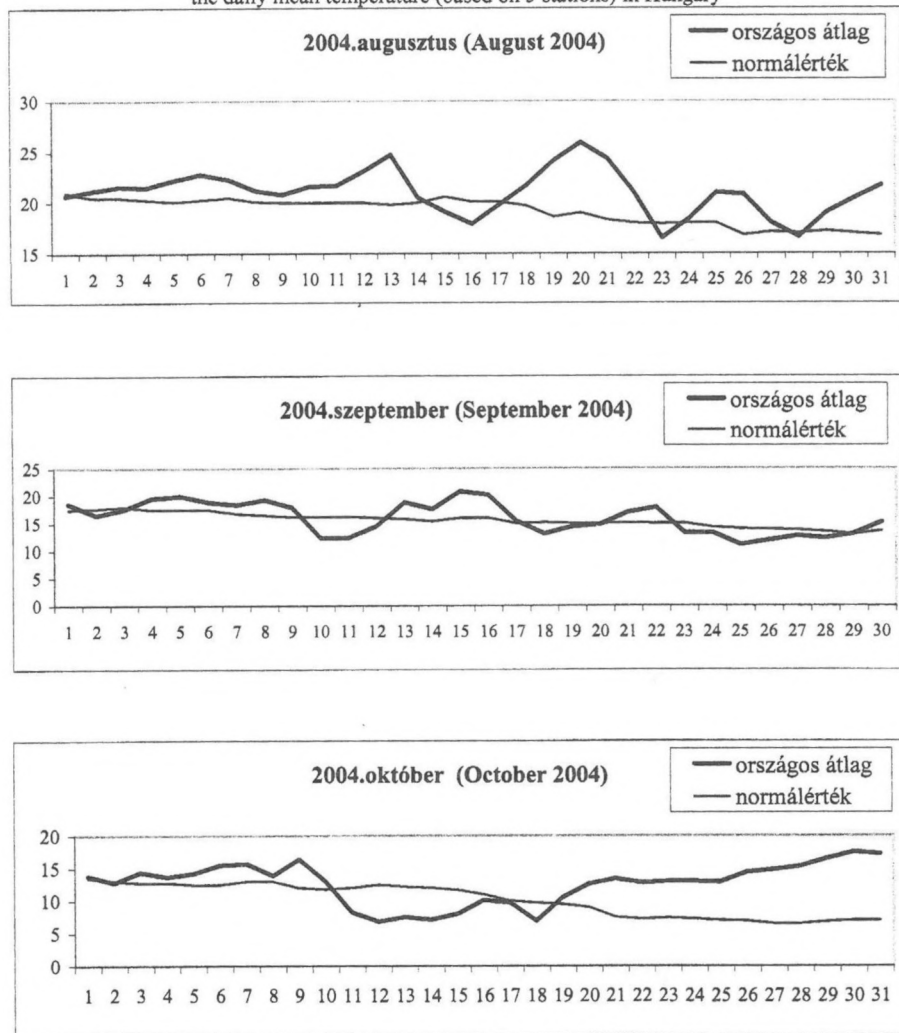 the daily mean temperature (based on 5 stations) in Hungary
2004.augusztus (August 2004)
országos átlag
normálérték
30
25
20
15
1 2 3 4 5 6 7 8 9 10 11 12 13 14 15 16 17 18 19 20 21 22 23 24 25 26 27 28 29 30 31
2004.szeptember (September 2004)
országos átlag
normálérték
25
20
15
10
5
0
1 2 3 4 5 6 7 8 9 10 11 12 13 14 15 16 17 18 19 20 21 22 23 24 25 26 27 28 29 30
2004.október (October 2004)
országos átlag
normálérték
20
15
10
5
0
1 2 3 4 5 6 7 8 9 10 11 12 13 14 15 16 17 18 19 20 21 22 23 24 25 26 27 28 29 30 31